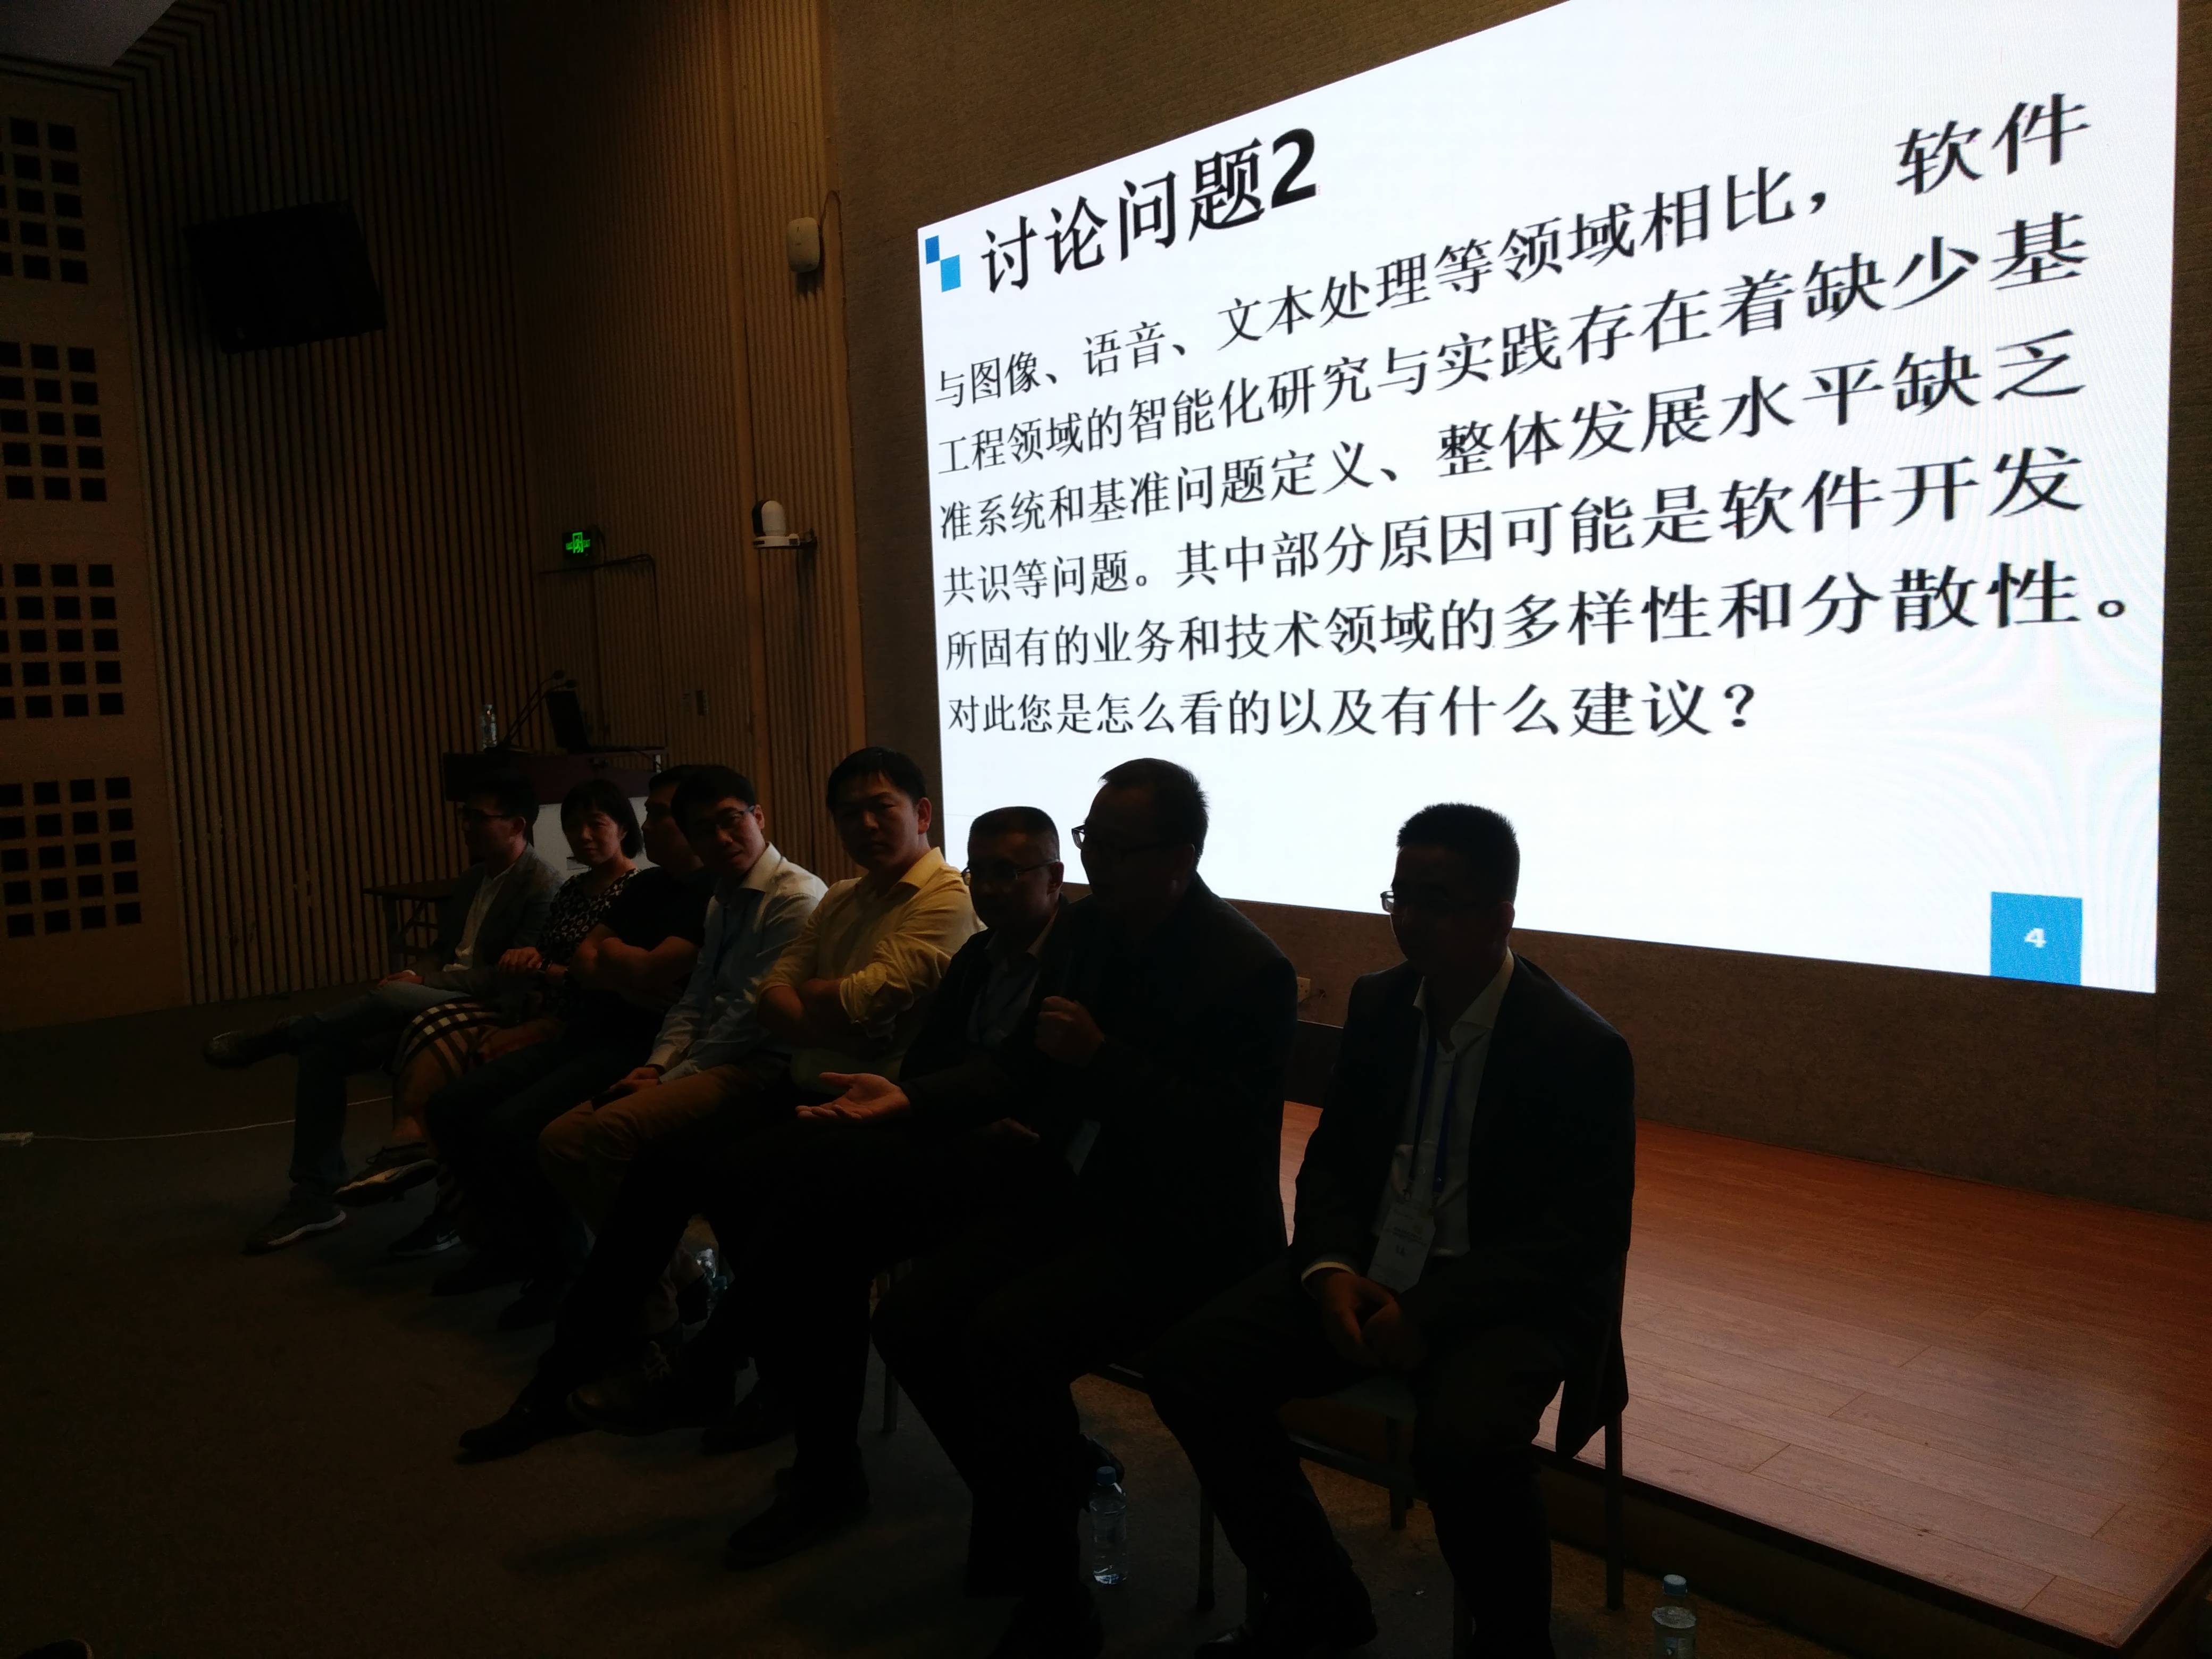 讨论问题2
与图像、语音、文本处理等领域相比，软件
工程领域的智能化研究与实践存在着缺少基
准系统和基准问题定义、整体发展水平缺乏
共识等问题。其中部分原因可能是软件开发
所固有的业务和技术领域的多样性和分散性。
对此您是怎么看的以及有什么建议？
4